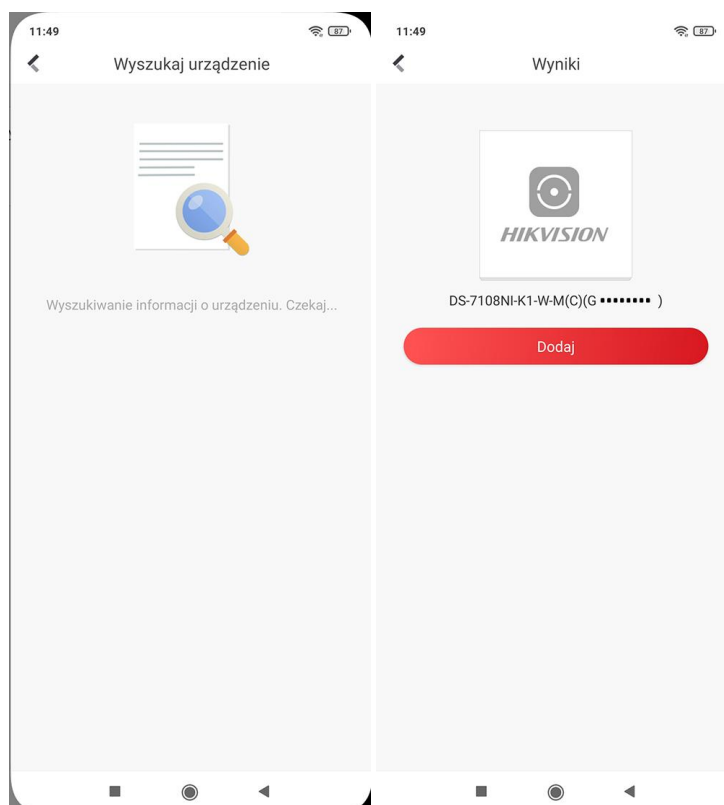 11:49
87
Wyszukaj urządzenie
Wyszukiwanie informacji o urządzeniu. Czekaj...
11:49
87
Wyniki
HIKVISION
DS-7108NI-K1-W-M(C)(G •••••••• )
Dodaj